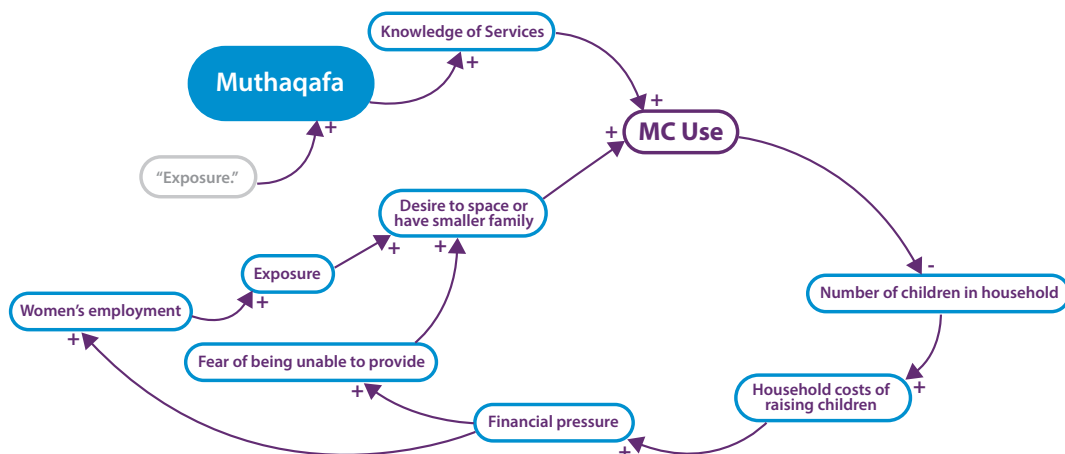 Knowledge of Services
+
Muthaqafa
+
+
+
MC Use
“Exposure.”
Desire to space or
have smaller family
+
+
-
Exposure
+
Number of children in household
Women’s employment
+
Fear of being unable to provide
+
+
Household costs of
raising children
Financial pressure
+